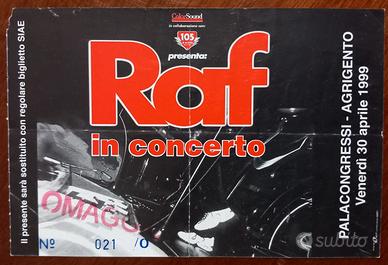 ColorSound
in collaborazione con:
105
presenta:
Raf
in concerto
Il presente sarà sostituito con regolare biglietto SIAE
PALACONGRESSI - AGRIGENTO
Venerdì 30 aprile 1999
OMAGG
Nº 021 /0
subito